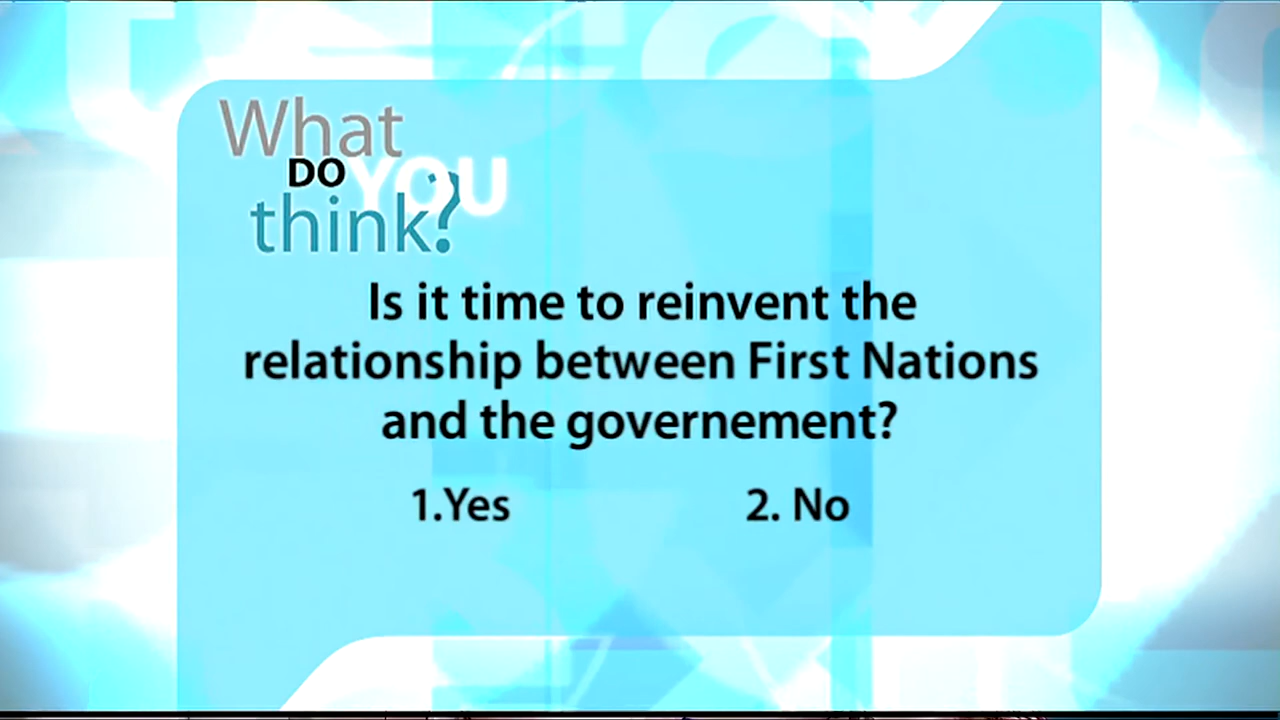 What
DO YOU
think?
Is it time to reinvent the
relationship between First Nations
and the governement?
1.Yes 2. No